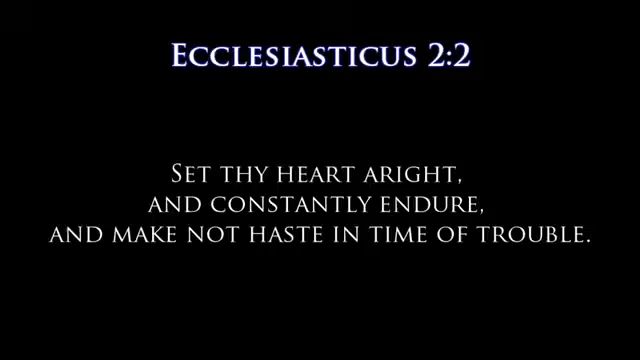 Ecclesiasticus 2:2
Set thy heart aright,
and constantly endure,
and make not haste in time of trouble.